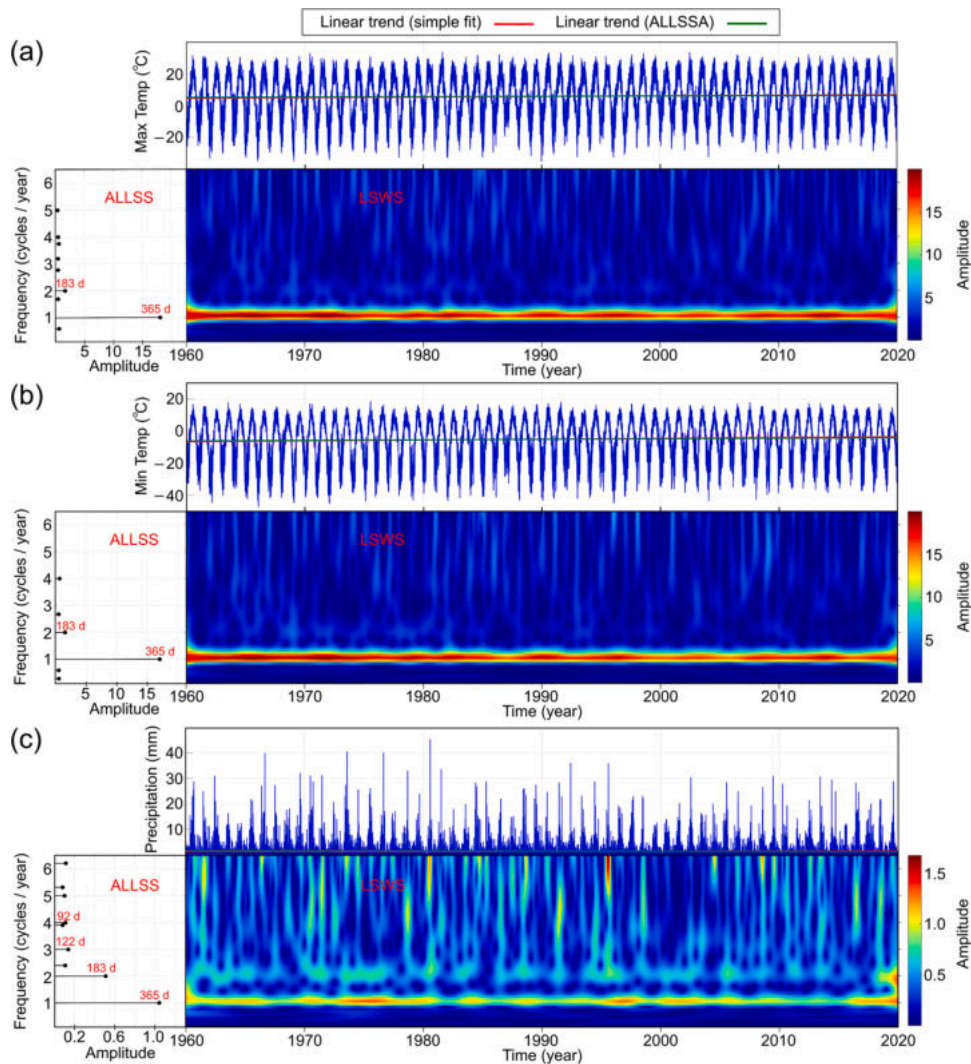 Linear trend (simple fit) Linear trend (ALLSSA)
(a)
Max Temp (°C)
20
0
−20
Frequency (cycles / year)
6
5
4
3
2
1
ALLSS
183 d
365 d
5 10 15
Amplitude
LSWS
1960 1970 1980 1990 2000 2010 2020
Time (year)
15
10
5
Amplitude
(b)
Min Temp (°C)
20
0
−20
−40
Frequency (cycles / year)
6
5
4
3
2
1
ALLSS
183 d
365 d
5 10 15
Amplitude
LSWS
1960 1970 1980 1990 2000 2010 2020
Time (year)
15
10
5
Amplitude
(c)
Precipitation (mm)
40
30
20
10
Frequency (cycles / year)
6
5
4
3
2
1
ALLSS
92 d
122 d
183 d
365 d
0.2 0.6 1.0
Amplitude
LSWS
1960 1970 1980 1990 2000 2010 2020
Time (year)
1.5
1.0
0.5
Amplitude